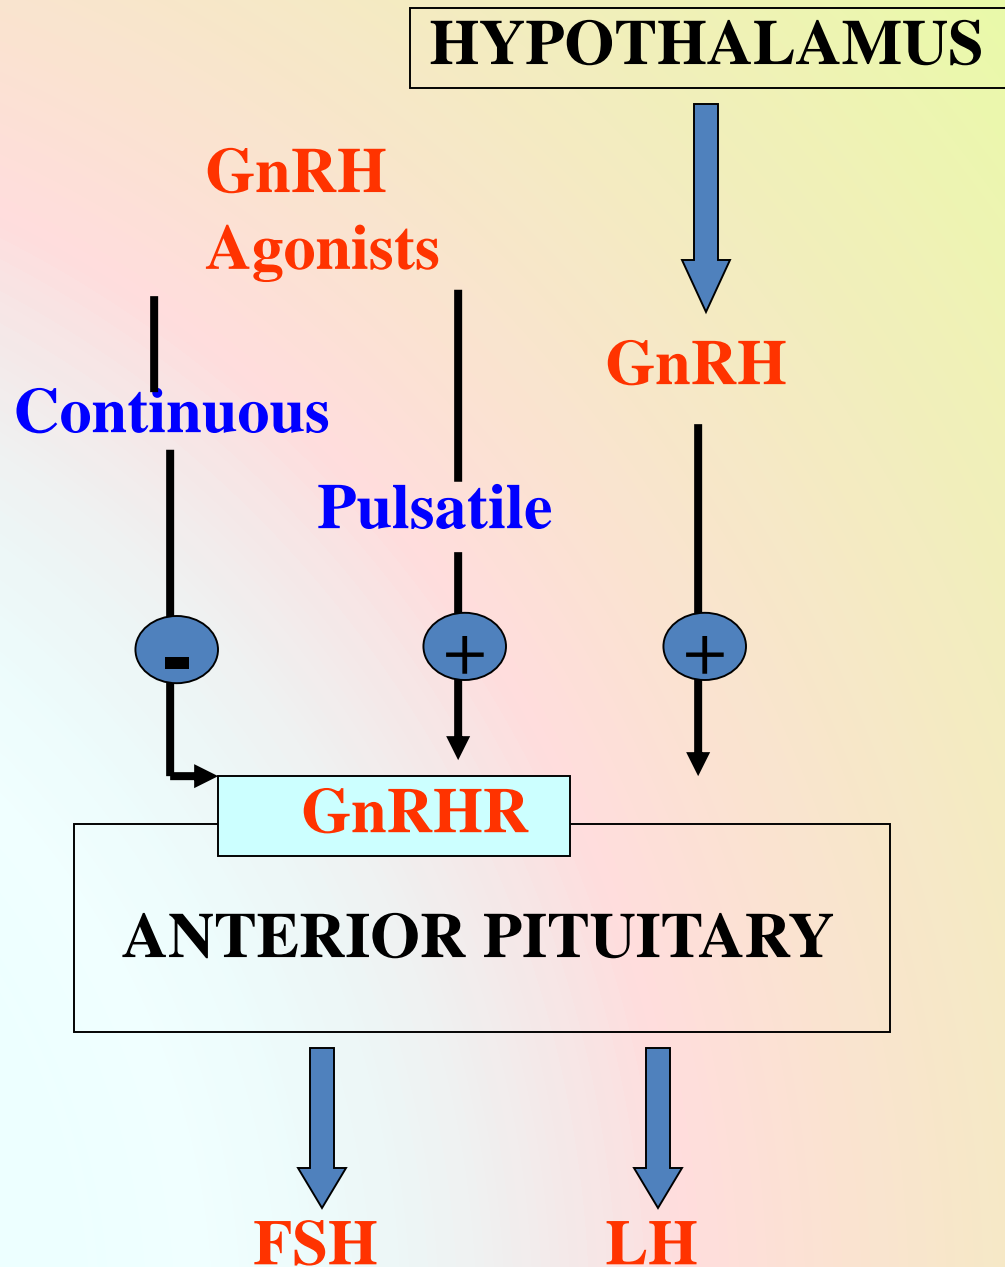 HYPOTHALAMUS
GnRH
Agonists
GnRH
Continuous
Pulsatile
-
+
+
GnRHR
ANTERIOR PITUITARY
FSH
LH